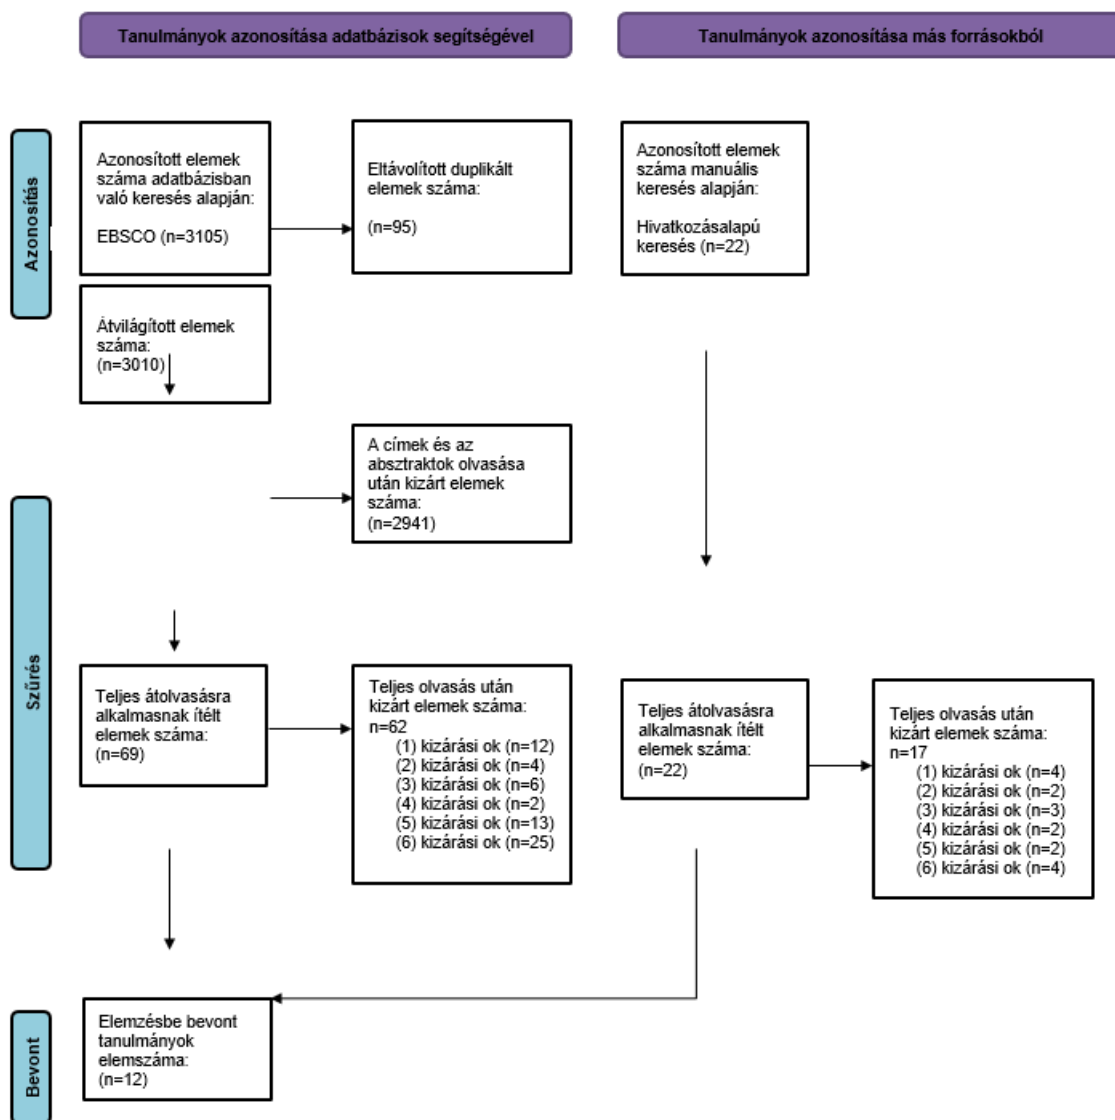 Tanulmányok azonosítása adatbázisok segítségével
Tanulmányok azonosítása más forrásokból
Azonosítás
Azonosított elemek
száma adatbázisban
való keresés alapján:
EBSCO (n=3105)
Eltávolított duplikált
elemek száma:
(n=95)
Azonosított elemek
száma manuális
keresés alapján:
Hivatkozásalapú
keresés (n=22)
Átvilágított elemek
száma:
(n=3010)
Szűrés
A címek és az
absztraktok olvasása
után kizárt elemek
száma:
(n=2941)
Teljes átolvasásra
alkalmasnak ítélt
elemek száma:
(n=69)
Teljes olvasás után
kizárt elemek száma:
n=62
(1) kizárási ok (n=12)
(2) kizárási ok (n=4)
(3) kizárási ok (n=6)
(4) kizárási ok (n=2)
(5) kizárási ok (n=13)
(6) kizárási ok (n=25)
Teljes átolvasásra
alkalmasnak ítélt
elemek száma:
(n=22)
Teljes olvasás után
kizárt elemek száma:
n=17
(1) kizárási ok (n=4)
(2) kizárási ok (n=2)
(3) kizárási ok (n=3)
(4) kizárási ok (n=2)
(5) kizárási ok (n=2)
(6) kizárási ok (n=4)
Bevont
Elemzésbe bevont
tanulmányok
elemszáma:
(n=12)